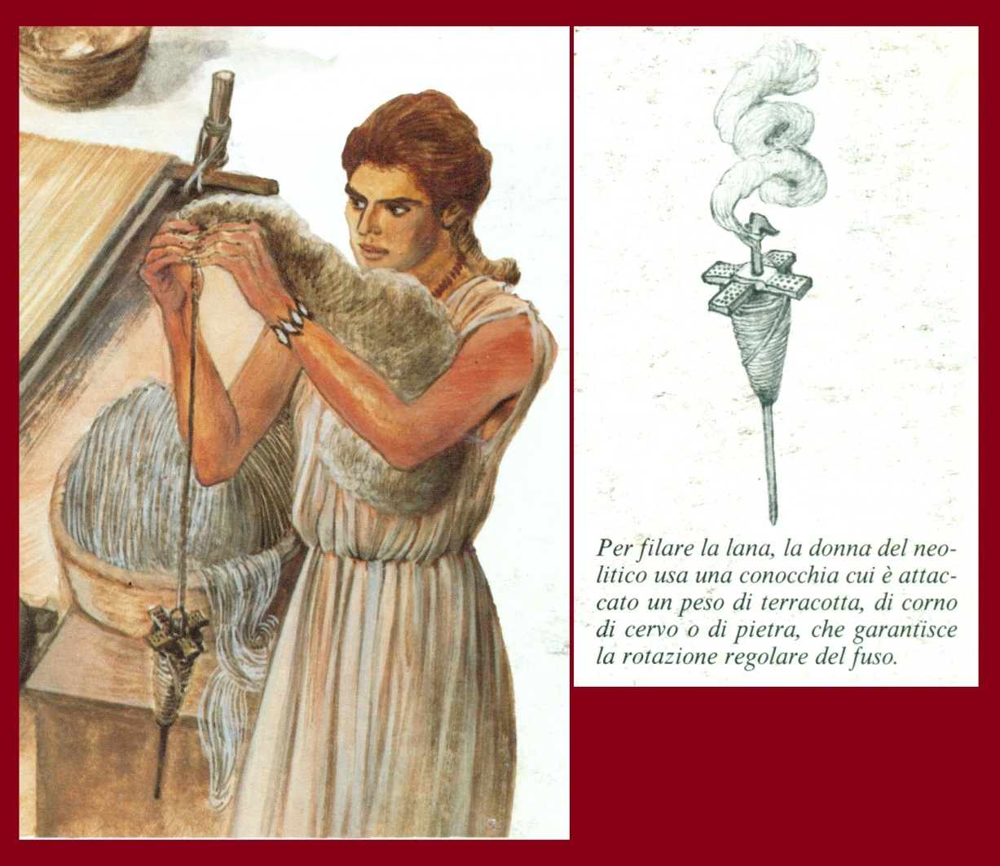 Per filare la lana, la donna del neo-
litico usa una conocchia cui è attac-
cato un peso di terracotta, di corno
di cervo o di pietra, che garantisce
la rotazione regolare del fuso.